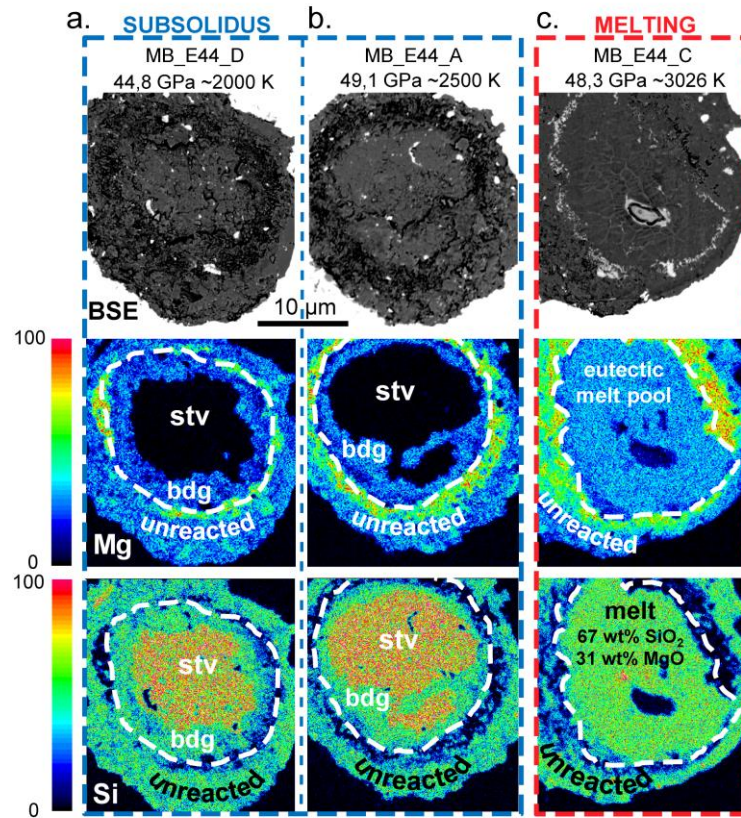 a.
SUBSOLIDUS
b.
c.
MELTING
MB_E44_D
44,8 GPa ~2000 K
MB_E44_A
49,1 GPa ~2500 K
MB_E44_C
48,3 GPa ~3026 K
BSE
10 µm
100
0
Mg
stv
bdg
unreacted
stv
bdg
unreacted
eutectic
melt pool
unreacted
100
0
Si
stv
bdg
unreacted
stv
bdg
unreacted
melt
67 wt% SiO₂
31 wt% MgO
unreacted